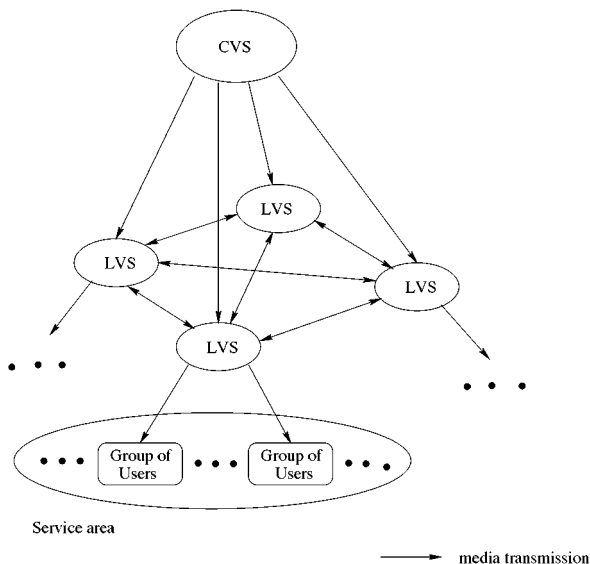 CVS
LVS
LVS
LVS
LVS
Group of
Users
Group of
Users
Service area
media transmission